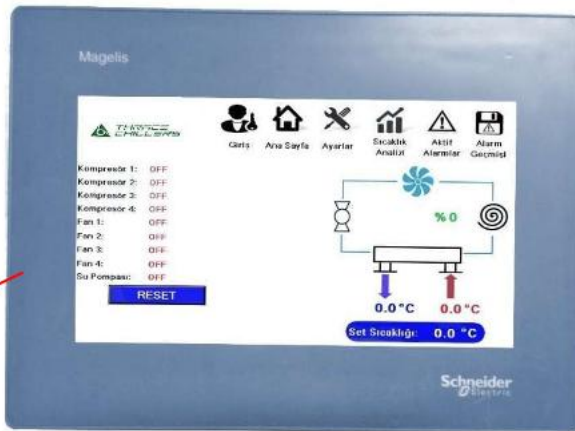 Magelis
THRACE
CHILLERS
Giriş
Ana Sayfa
Ayarlar
Sıcaklık
Analizi
Aktif
Alarmlar
Alarm
Geçmişi
Kompresör 1: OFF
Kompresör 2: OFF
Kompresör 3: OFF
Kompresör 4: OFF
Fan 1: OFF
Fan 2: OFF
Fan 3: OFF
Fan 4: OFF
Su Pompası: OFF
RESET
% 0
0.0 °C
0.0 °C
Set Sıcaklığı: 0.0 °C
Schneider
Electric